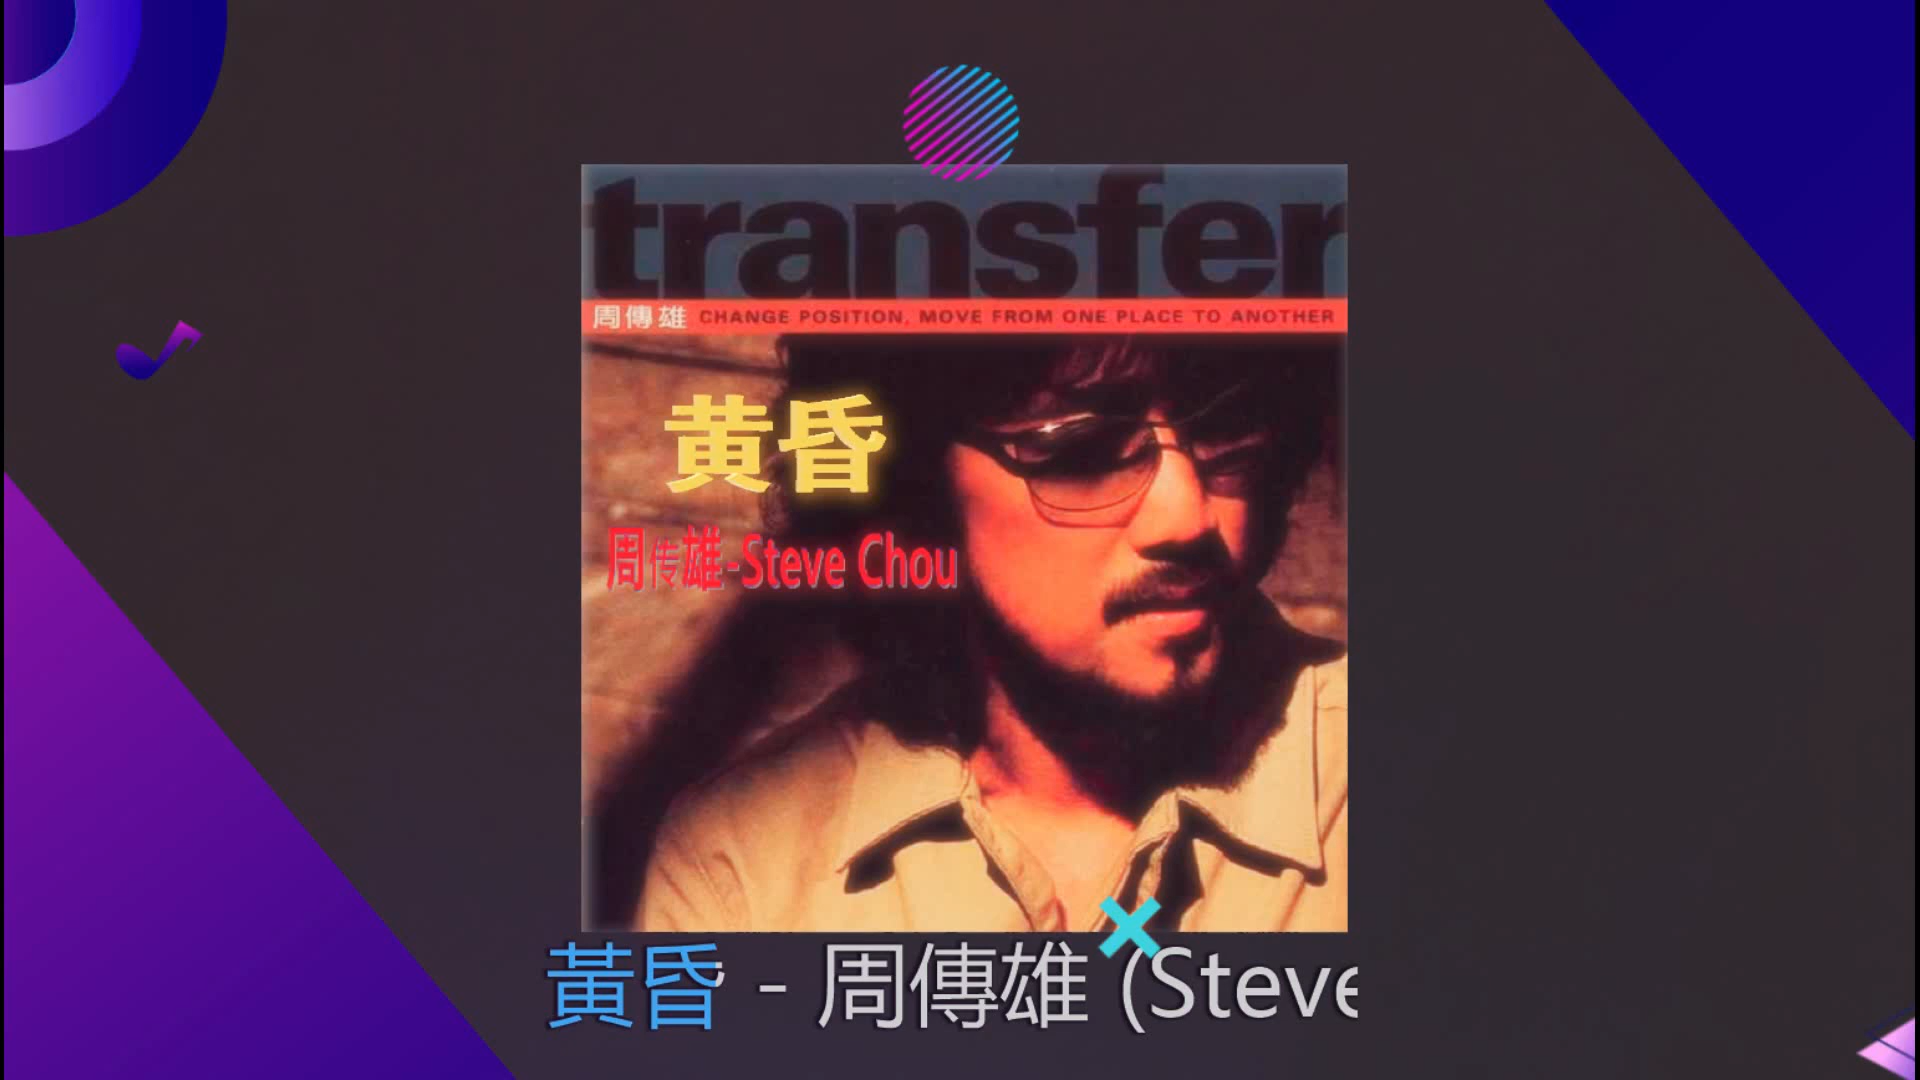 transfer
周傳雄 CHANGE POSITION, MOVE FROM ONE PLACE TO ANOTHER
黄昏
周传雄-Steve Chou
黃昏 - 周傳雄 (Steve